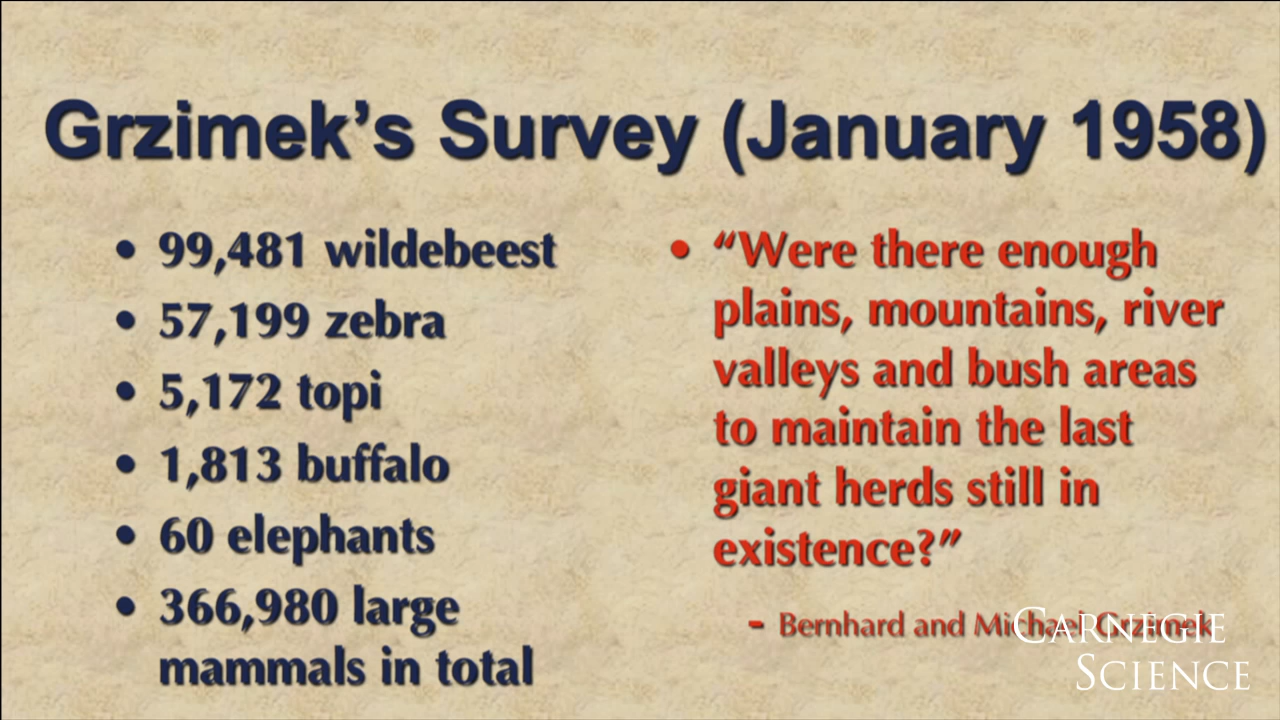 Grzimek’s Survey (January 1958)
• 99,481 wildebeest
• 57,199 zebra
• 5,172 topi
• 1,813 buffalo
• 60 elephants
• 366,980 large
mammals in total
• “Were there enough
plains, mountains, river
valleys and bush areas
to maintain the last
giant herds still in
existence?”
- Bernhard and Michael Grzimek
CARNEGIE
SCIENCE